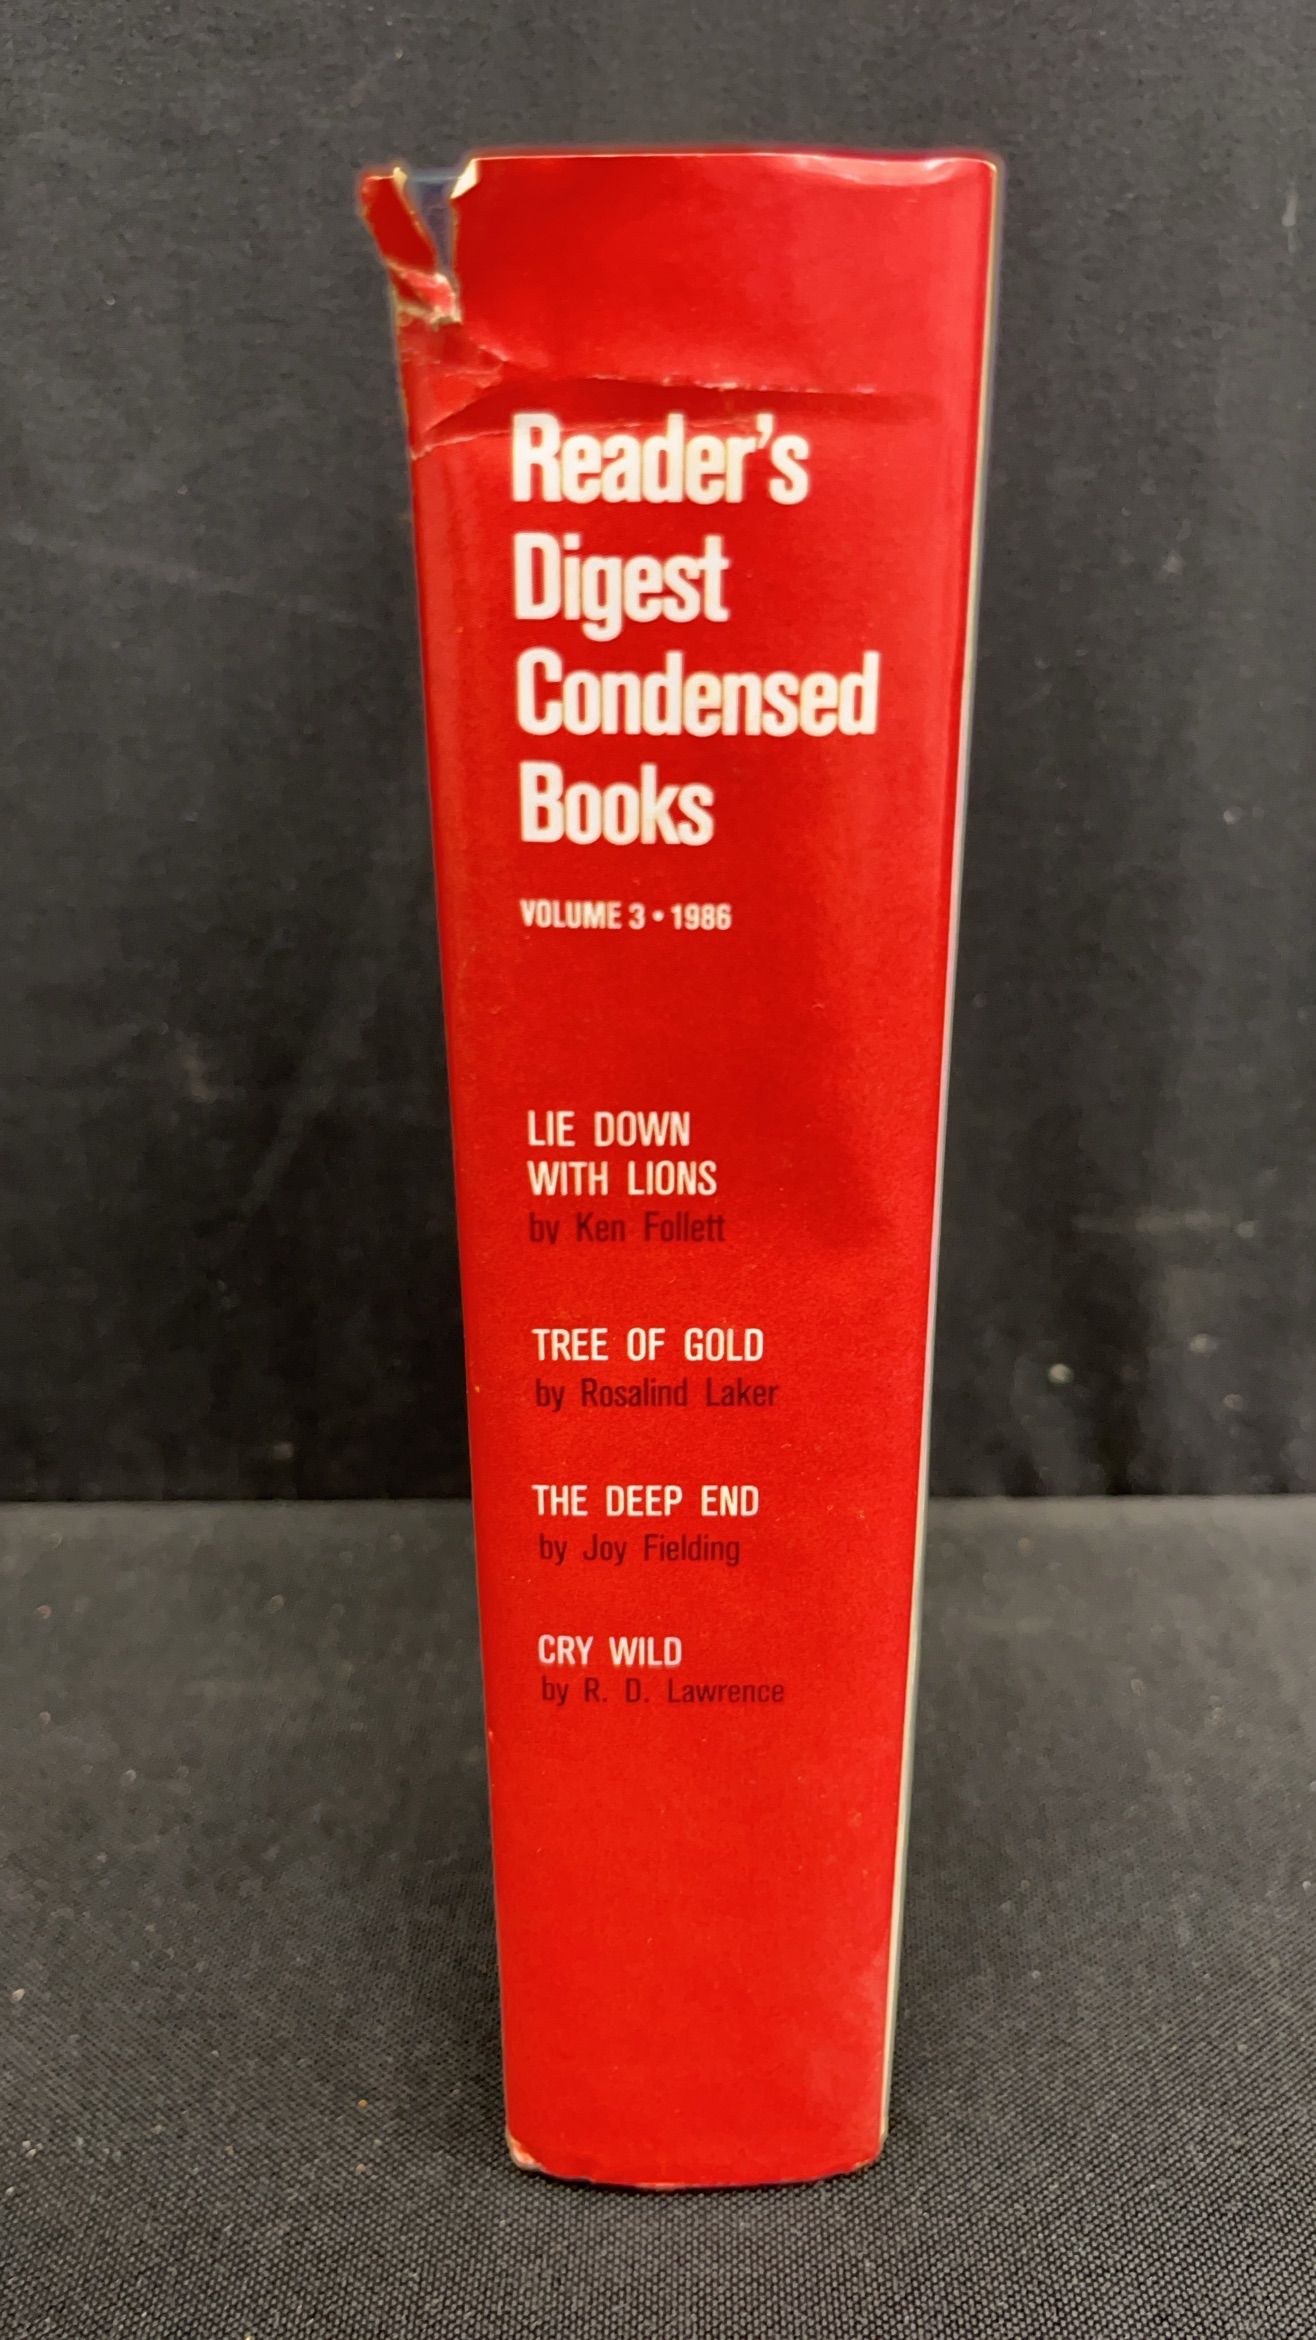 Reader's
Digest
Condensed
Books
VOLUME 3 • 1986
LIE DOWN
WITH LIONS
by Ken Follett
TREE OF GOLD
by Rosalind Laker
THE DEEP END
by Joy Fielding
CRY WILD
by R. D. Lawrence